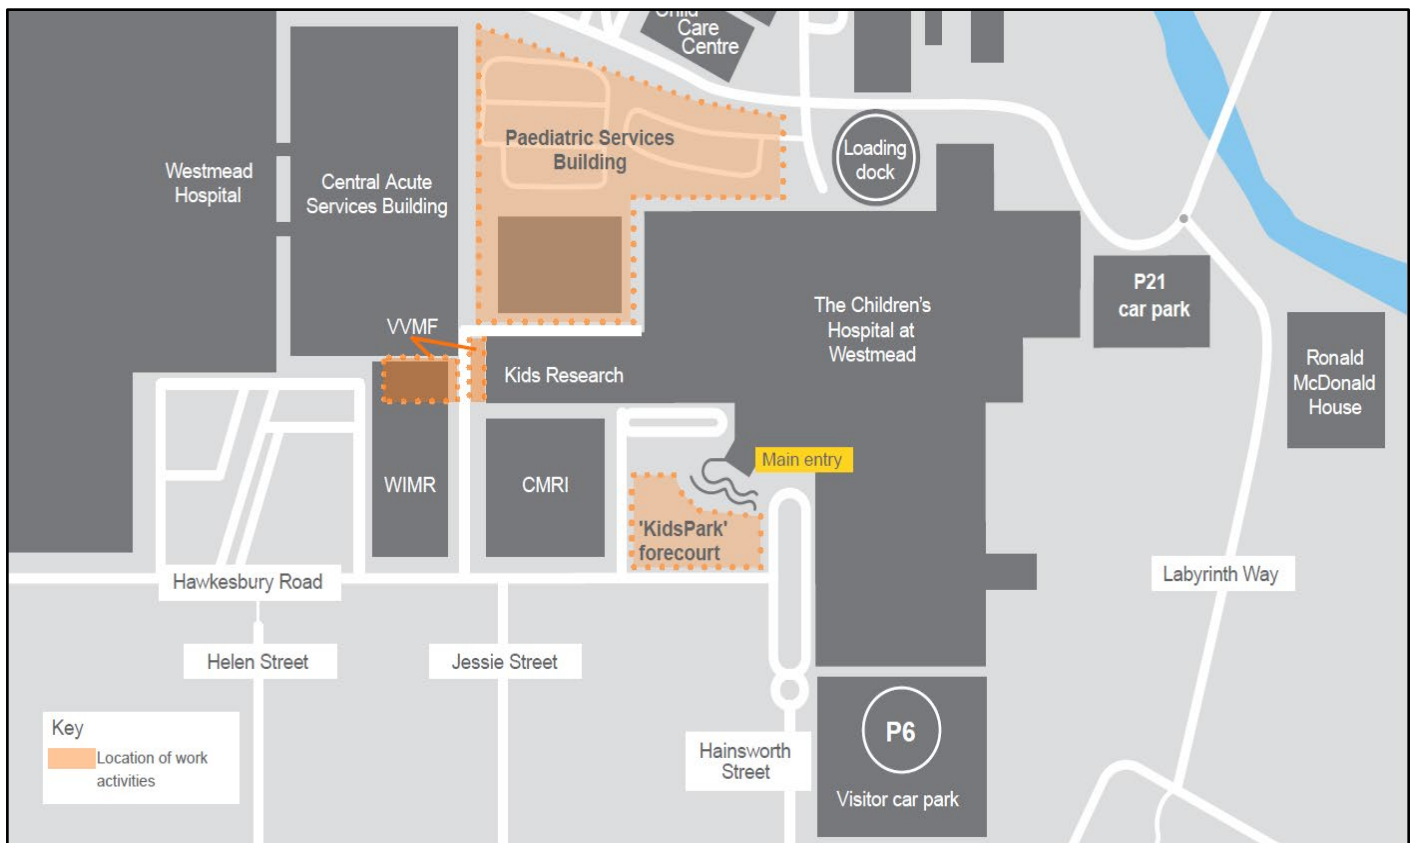 Child
Care
Centre
Paediatric Services
Building
Loading
dock
Westmead
Hospital
Central Acute
Services Building
P21
car park
The Children's
Hospital at
Westmead
VVMF
Kids Research
Ronald
McDonald
House
Main entry
WIMR
CMRI
'KidsPark'
forecourt
Hawkesbury Road
Labyrinth Way
Helen Street
Jessie Street
Key
Location of work
activities
Hainsworth
Street
P6
Visitor car park